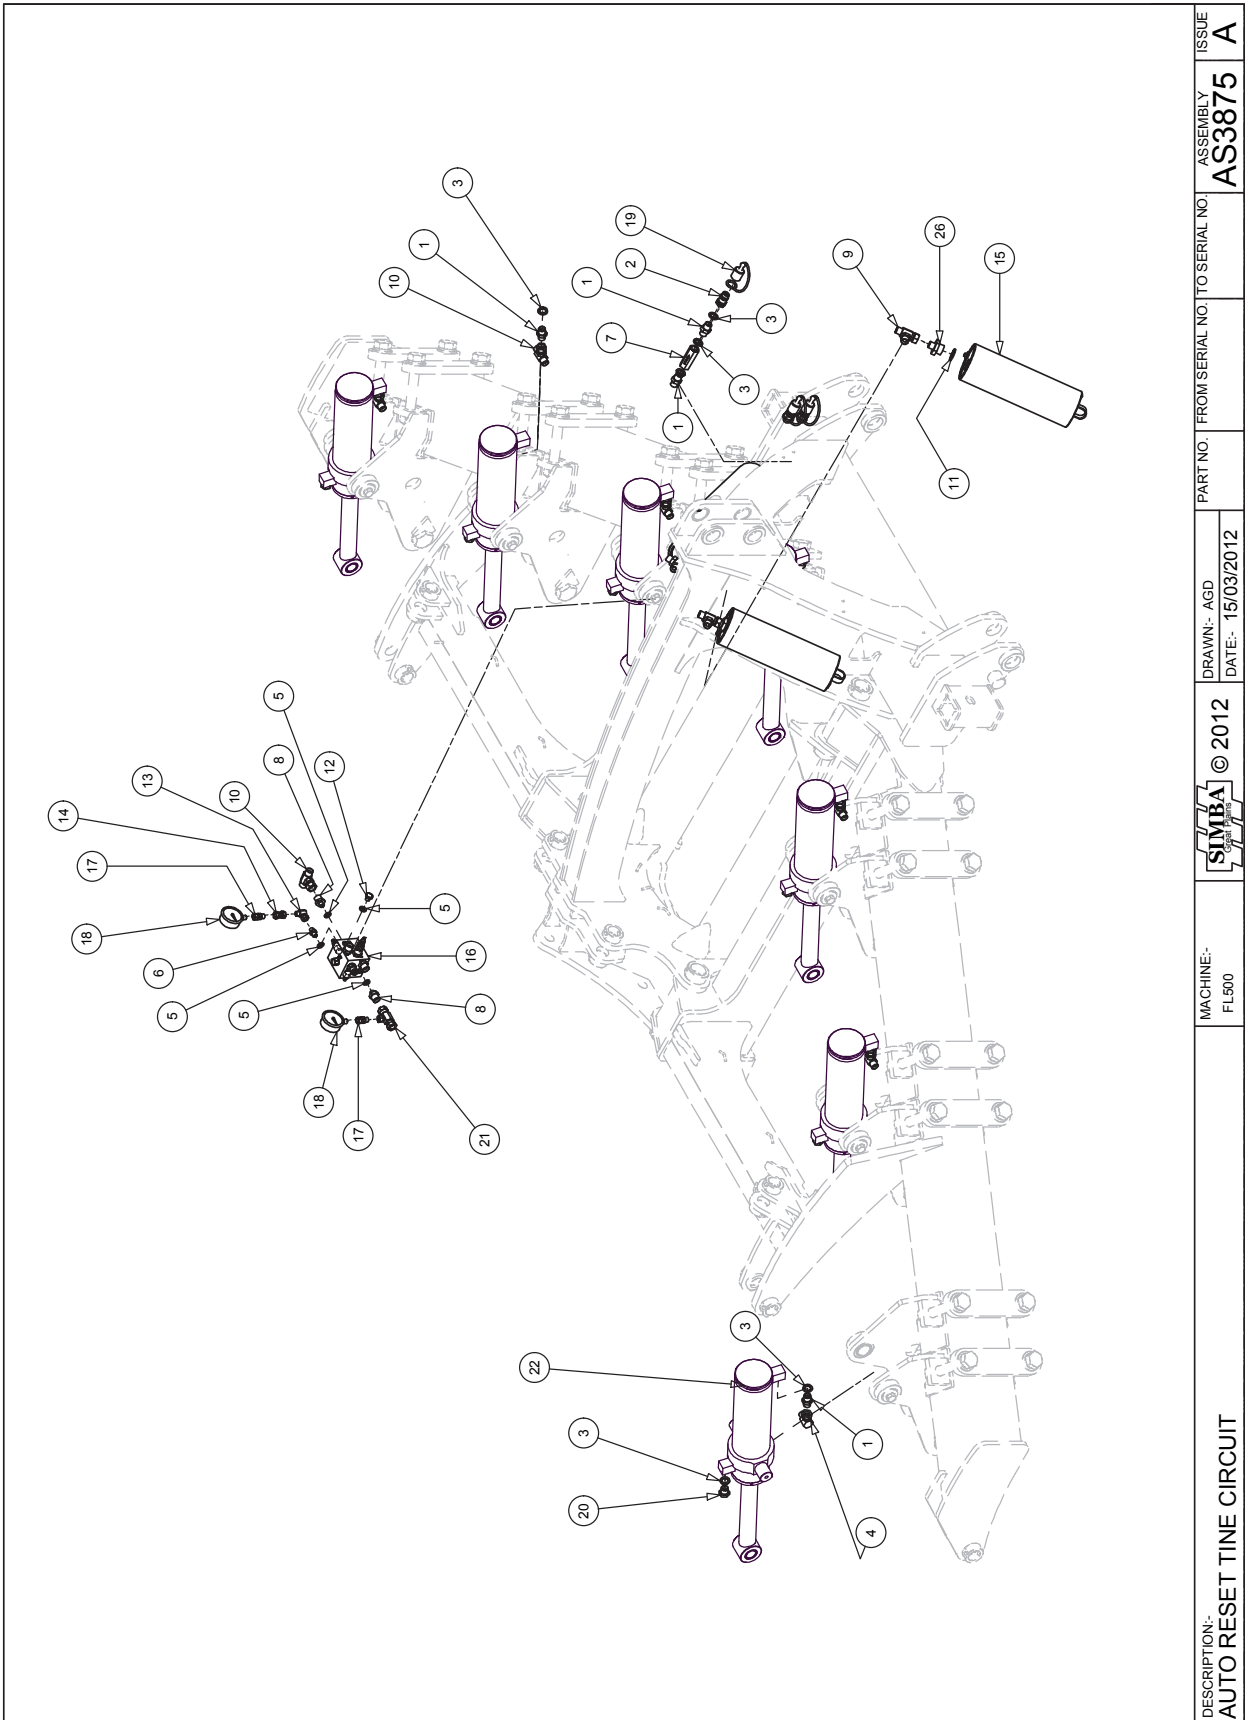 14
18
17
13
6
5
10
5
8
5
18
12
17
10
1
5
3
16
8
21
22
20
3
7
1
2
19
1
3
3
3
9
4
1
26
11
15
DESCRIPTION:-
AUTO RESET TINE CIRCUIT
MACHINE:-
FL500
SIMBA
Great Plains
© 2012
DRAWN:- AGD
DATE:- 15/03/2012
PART NO.
FROM SERIAL NO.
TO SERIAL NO.
ASSEMBLY
AS3875
ISSUE
A